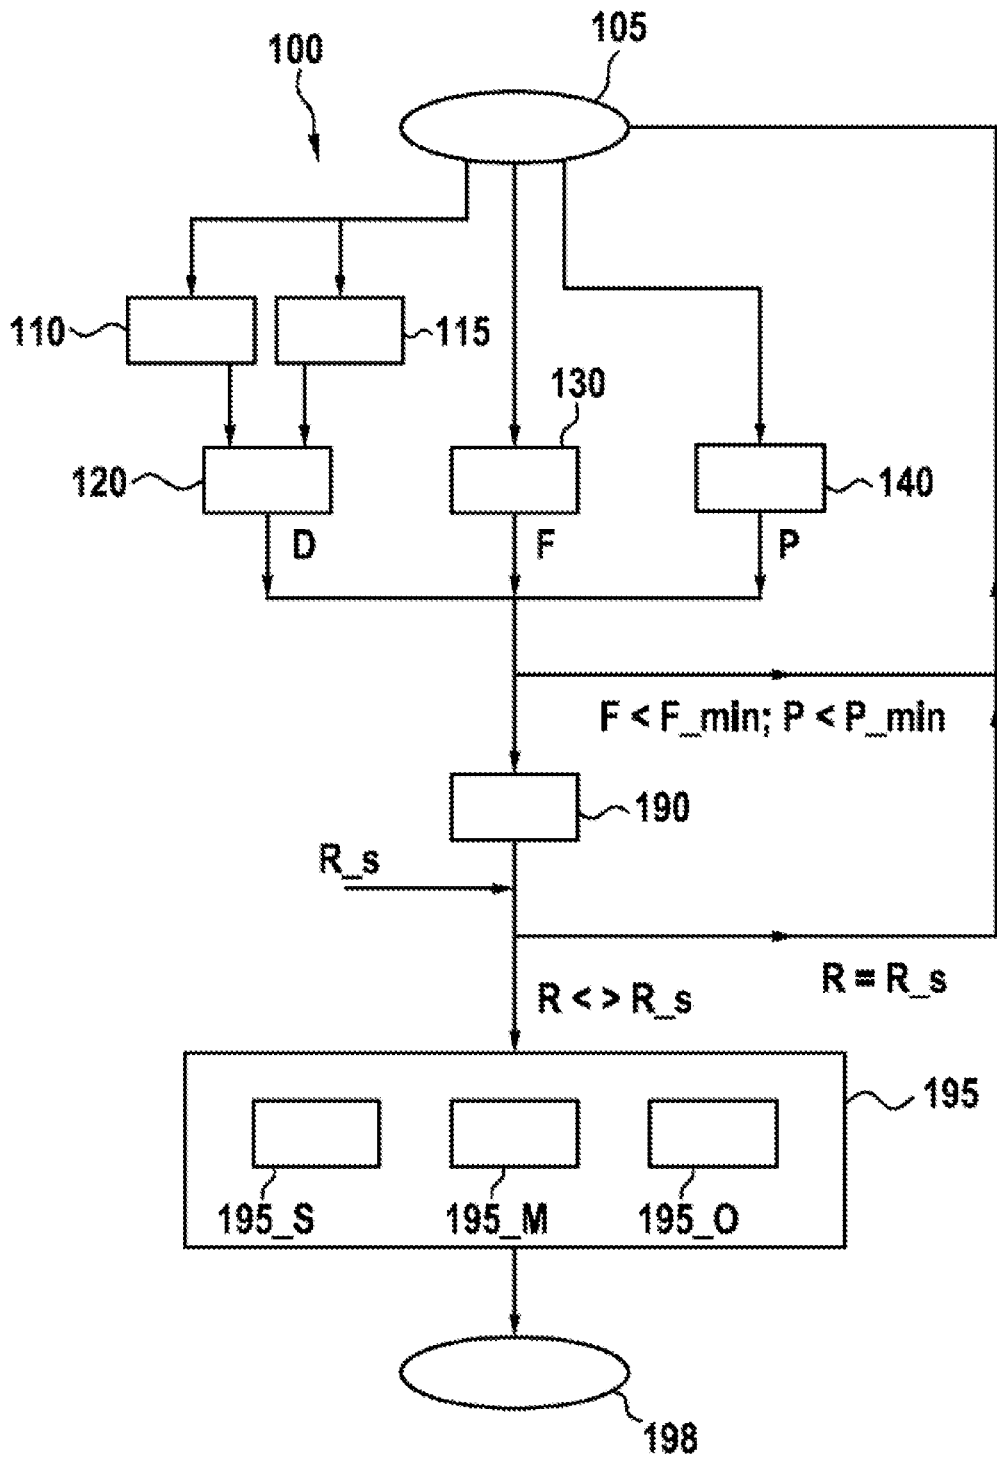 105
100
110
115
130
120
140
D
F
P
F < F_min; P < P_min
190
R_s
R = R_s
R < > R_s
195
195_S
195_M
195_O
198